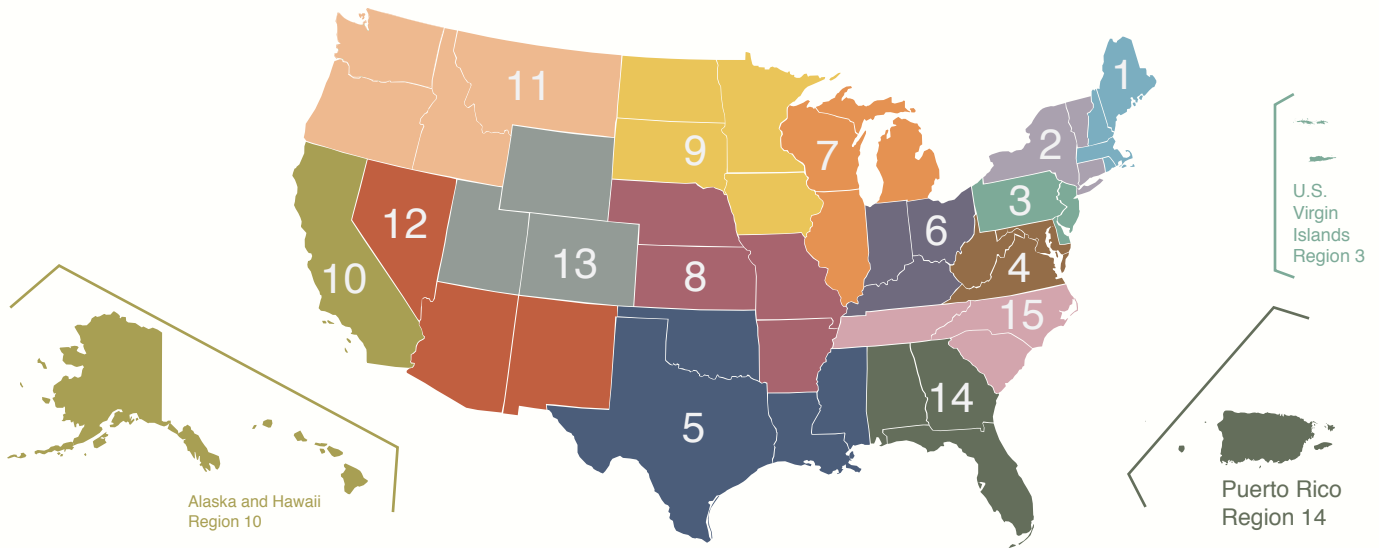 1
11
2
9
7
U.S.
Virgin
Islands
Region 3
3
12
6
13
4
10
8
15
14
5
Alaska and Hawaii
Region 10
Puerto Rico
Region 14